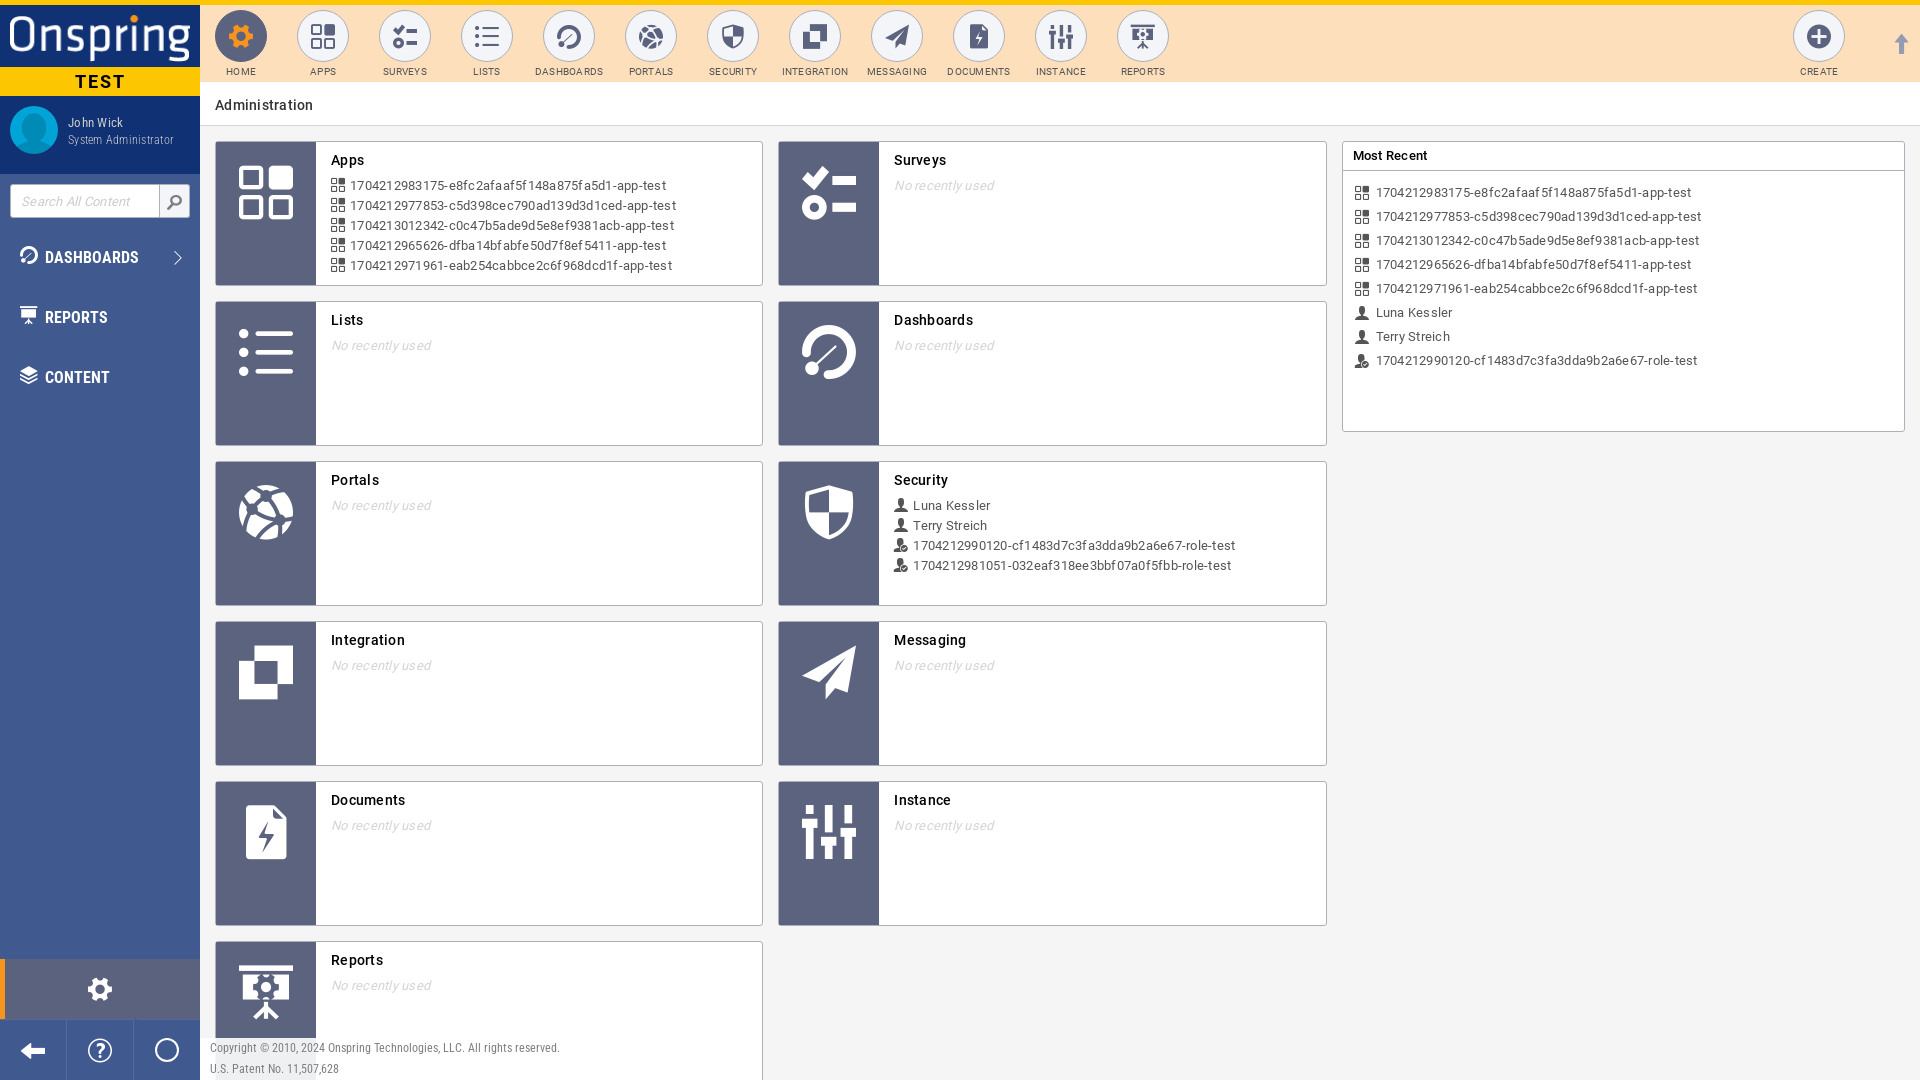 Onspring
TEST
John Wick
System Administrator
Search All Content
DASHBOARDS
REPORTS
CONTENT
HOME
APPS
SURVEYS
LISTS
DASHBOARDS
PORTALS
SECURITY
INTEGRATION
MESSAGING
DOCUMENTS
INSTANCE
REPORTS
CREATE
Administration
Apps
1704212983175-e8fc2afaaf5f148a875fa5d1-app-test
1704212977853-c5d398cec790ad139d3d1ced-app-test
1704213012342-c0c47b5ade9d5e8ef9381acb-app-test
1704212965626-dfba14bfabfe50d7f8ef5411-app-test
1704212971961-eab254cabbce2c6f968dcd1f-app-test
Surveys
No recently used
Lists
No recently used
Dashboards
No recently used
Portals
No recently used
Security
Luna Kessler
Terry Streich
1704212990120-cf1483d7c3fa3dda9b2a6e67-role-test
1704212981051-032eaf318ee3bbf07a0f5fbb-role-test
Integration
No recently used
Messaging
No recently used
Documents
No recently used
Instance
No recently used
Reports
No recently used
Most Recent
1704212983175-e8fc2afaaf5f148a875fa5d1-app-test
1704212977853-c5d398cec790ad139d3d1ced-app-test
1704213012342-c0c47b5ade9d5e8ef9381acb-app-test
1704212965626-dfba14bfabfe50d7f8ef5411-app-test
1704212971961-eab254cabbce2c6f968dcd1f-app-test
Luna Kessler
Terry Streich
1704212990120-cf1483d7c3fa3dda9b2a6e67-role-test
Copyright © 2010, 2024 Onspring Technologies, LLC. All rights reserved.
U.S. Patent No. 11,507,628